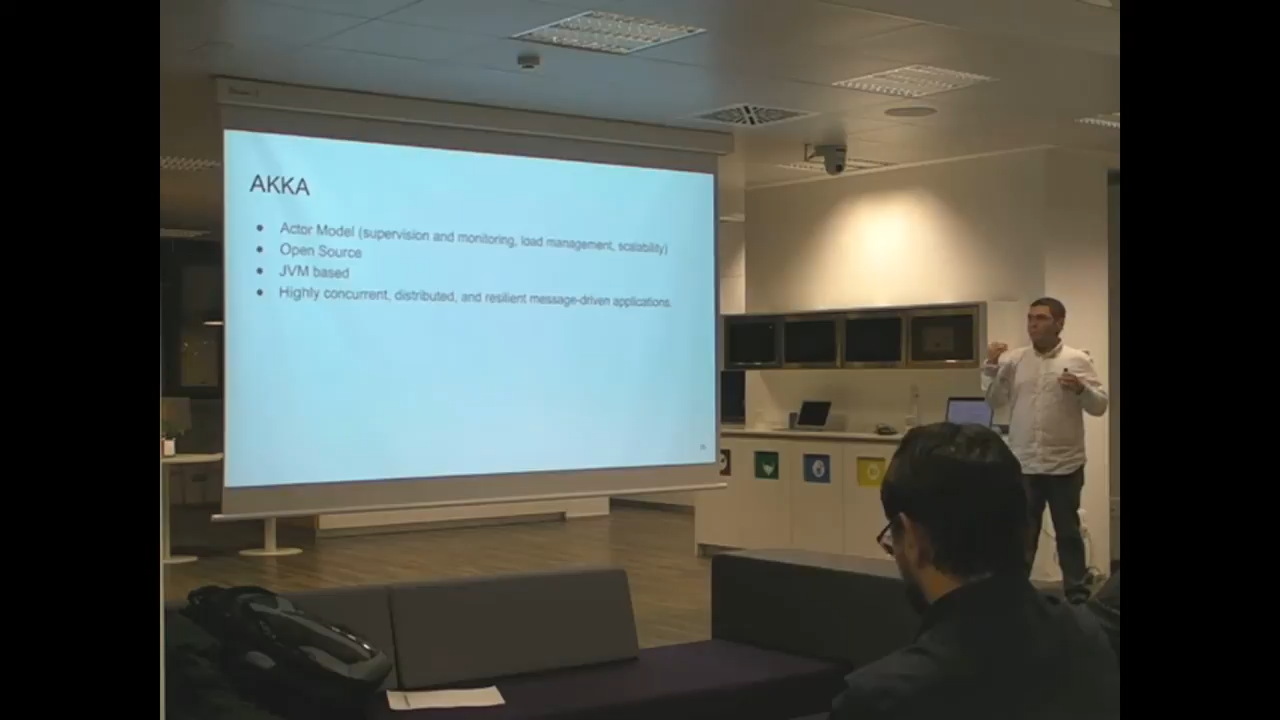 AKKA
Actor Model (supervision and monitoring, load management, scalability)
Open Source
JVM based
Highly concurrent, distributed, and resilient message-driven applications.